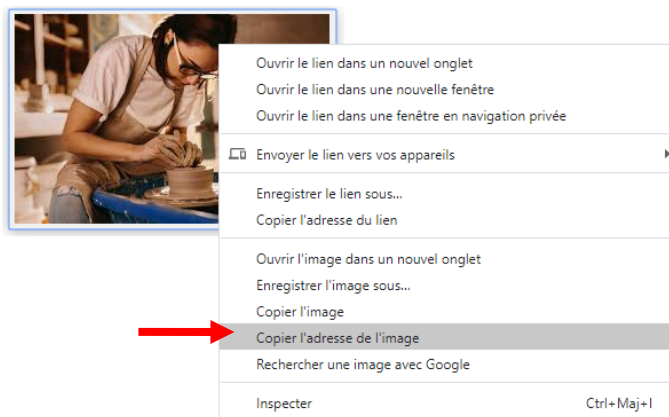 Ouvrir le lien dans un nouvel onglet
Ouvrir le lien dans une nouvelle fenêtre
Ouvrir le lien dans une fenêtre en navigation privée
Envoyer le lien vers vos appareils
Enregistrer le lien sous...
Copier l'adresse du lien
Ouvrir l'image dans un nouvel onglet
Enregistrer l'image sous...
Copier l'image
Copier l'adresse de l'image
Rechercher une image avec Google
Inspecter Ctrl+Maj+I